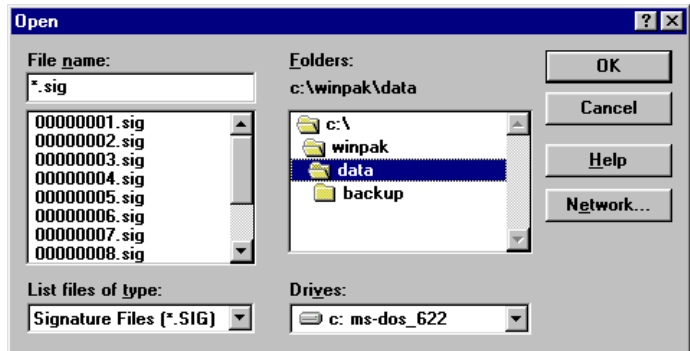 Open
File name:
*.sig
00000001.sig
00000002.sig
00000003.sig
00000004.sig
00000005.sig
00000006.sig
00000007.sig
00000008.sig
List files of type:
Signature Files (*.SIG)
Folders:
c:\winpak\data
c:\
winpak
data
backup
Drives:
c: ms-dos_622
OK
Cancel
Help
Network...